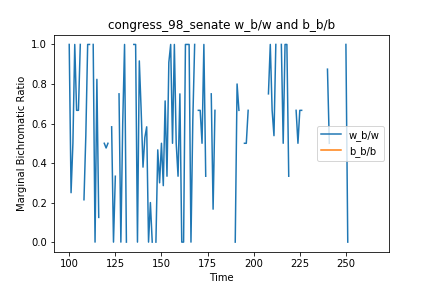 congress_98_senate w_b/w and b_b/b
Marginal Bichromatic Ratio
1.0
0.8
0.6
0.4
0.2
0.0
w_b/w
b_b/b
100
125
150
175
200
225
250
Time